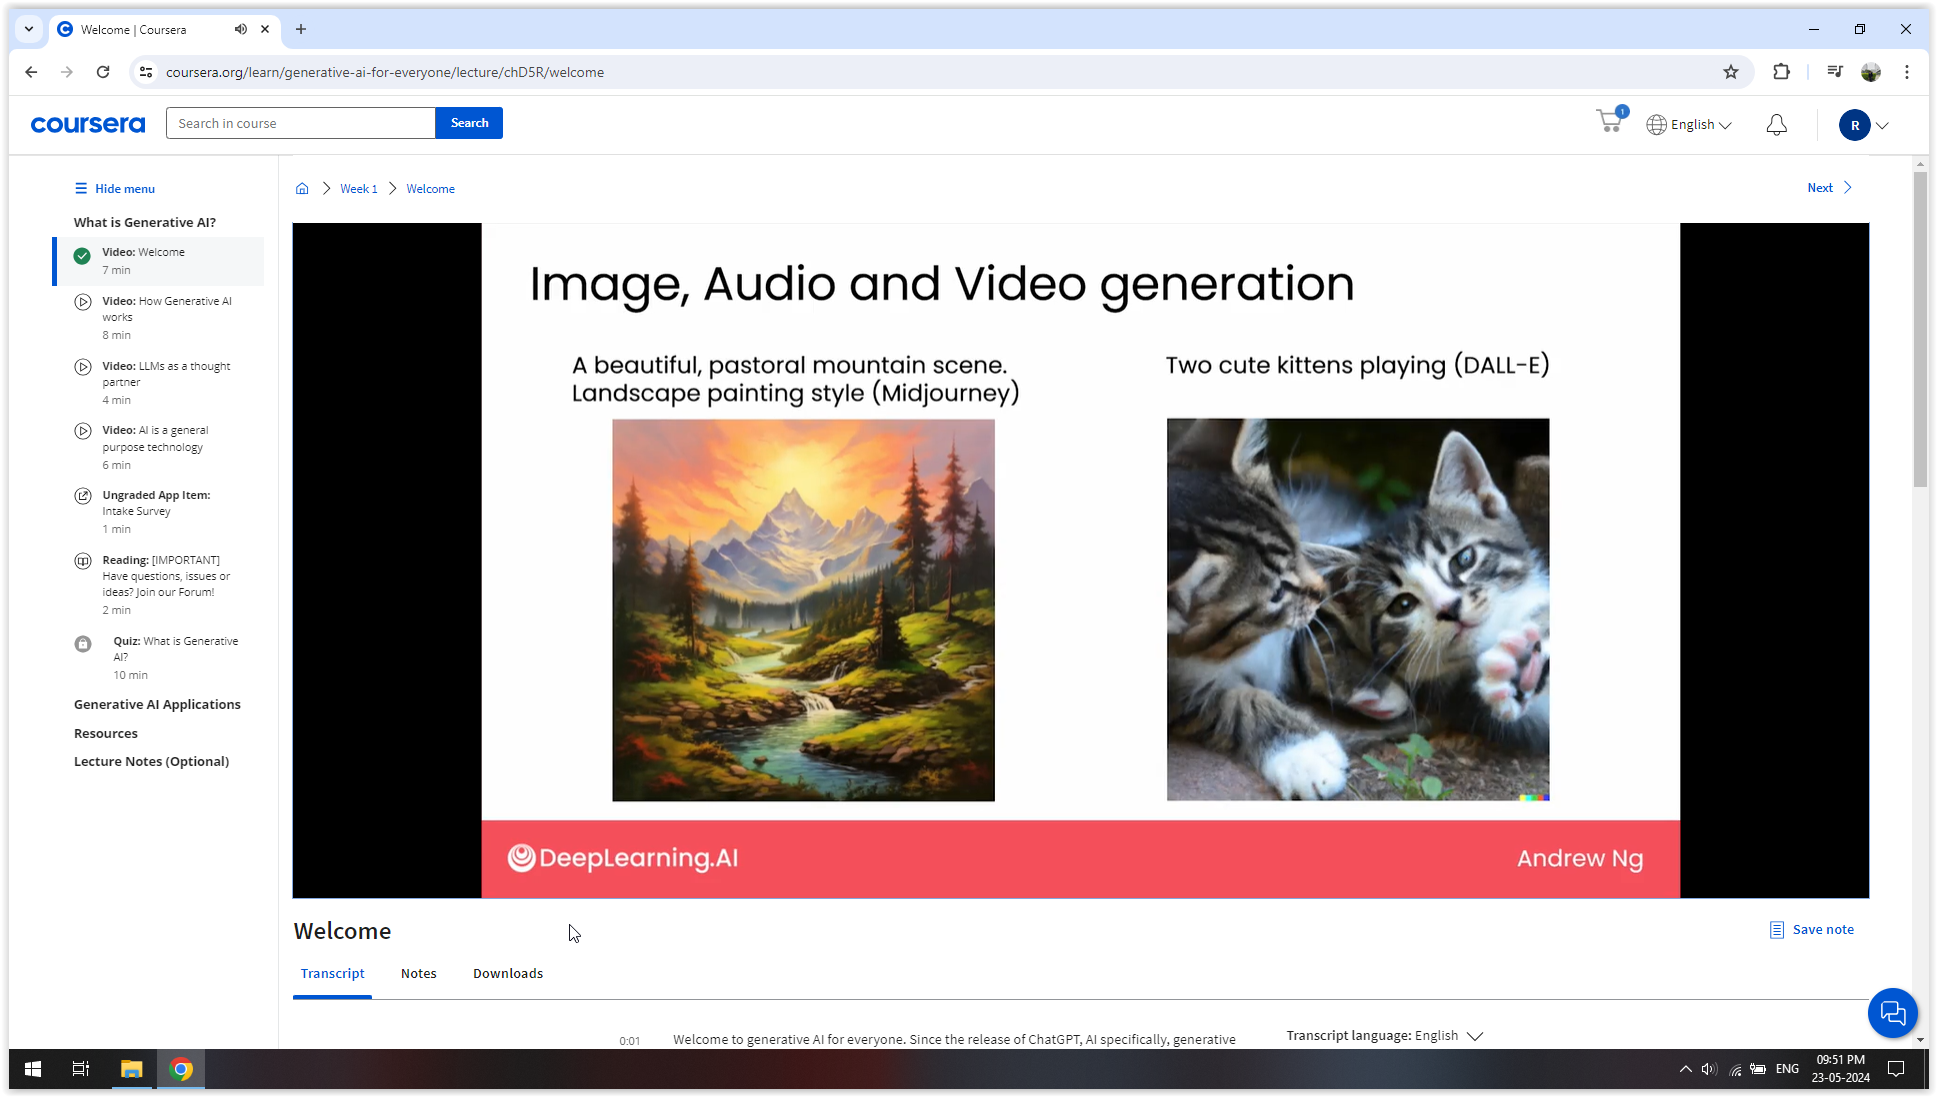 Welcome | Coursera
coursera.org/learn/generative-ai-for-everyone/lecture/chD5R/welcome
coursera
Search in course
Search
1
English
R
Hide menu
Week 1
Welcome
Next
What is Generative AI?
Video: Welcome
7 min
Video: How Generative AI
works
8 min
Video: LLMs as a thought
partner
4 min
Video: AI is a general
purpose technology
6 min
Ungraded App Item:
Intake Survey
1 min
Reading: [IMPORTANT]
Have questions, issues or
ideas? Join our Forum!
2 min
Quiz: What is Generative
AI?
10 min
Generative AI Applications
Resources
Lecture Notes (Optional)
Image, Audio and Video generation
A beautiful, pastoral mountain scene.
Landscape painting style (Midjourney)
Two cute kittens playing (DALL-E)
DeepLearning.AI
Andrew Ng
Welcome
Save note
Transcript
Notes
Downloads
0:01
Welcome to generative AI for everyone. Since the release of ChatGPT, AI specifically, generative
Transcript language: English
ENG
09:51 PM
23-05-2024